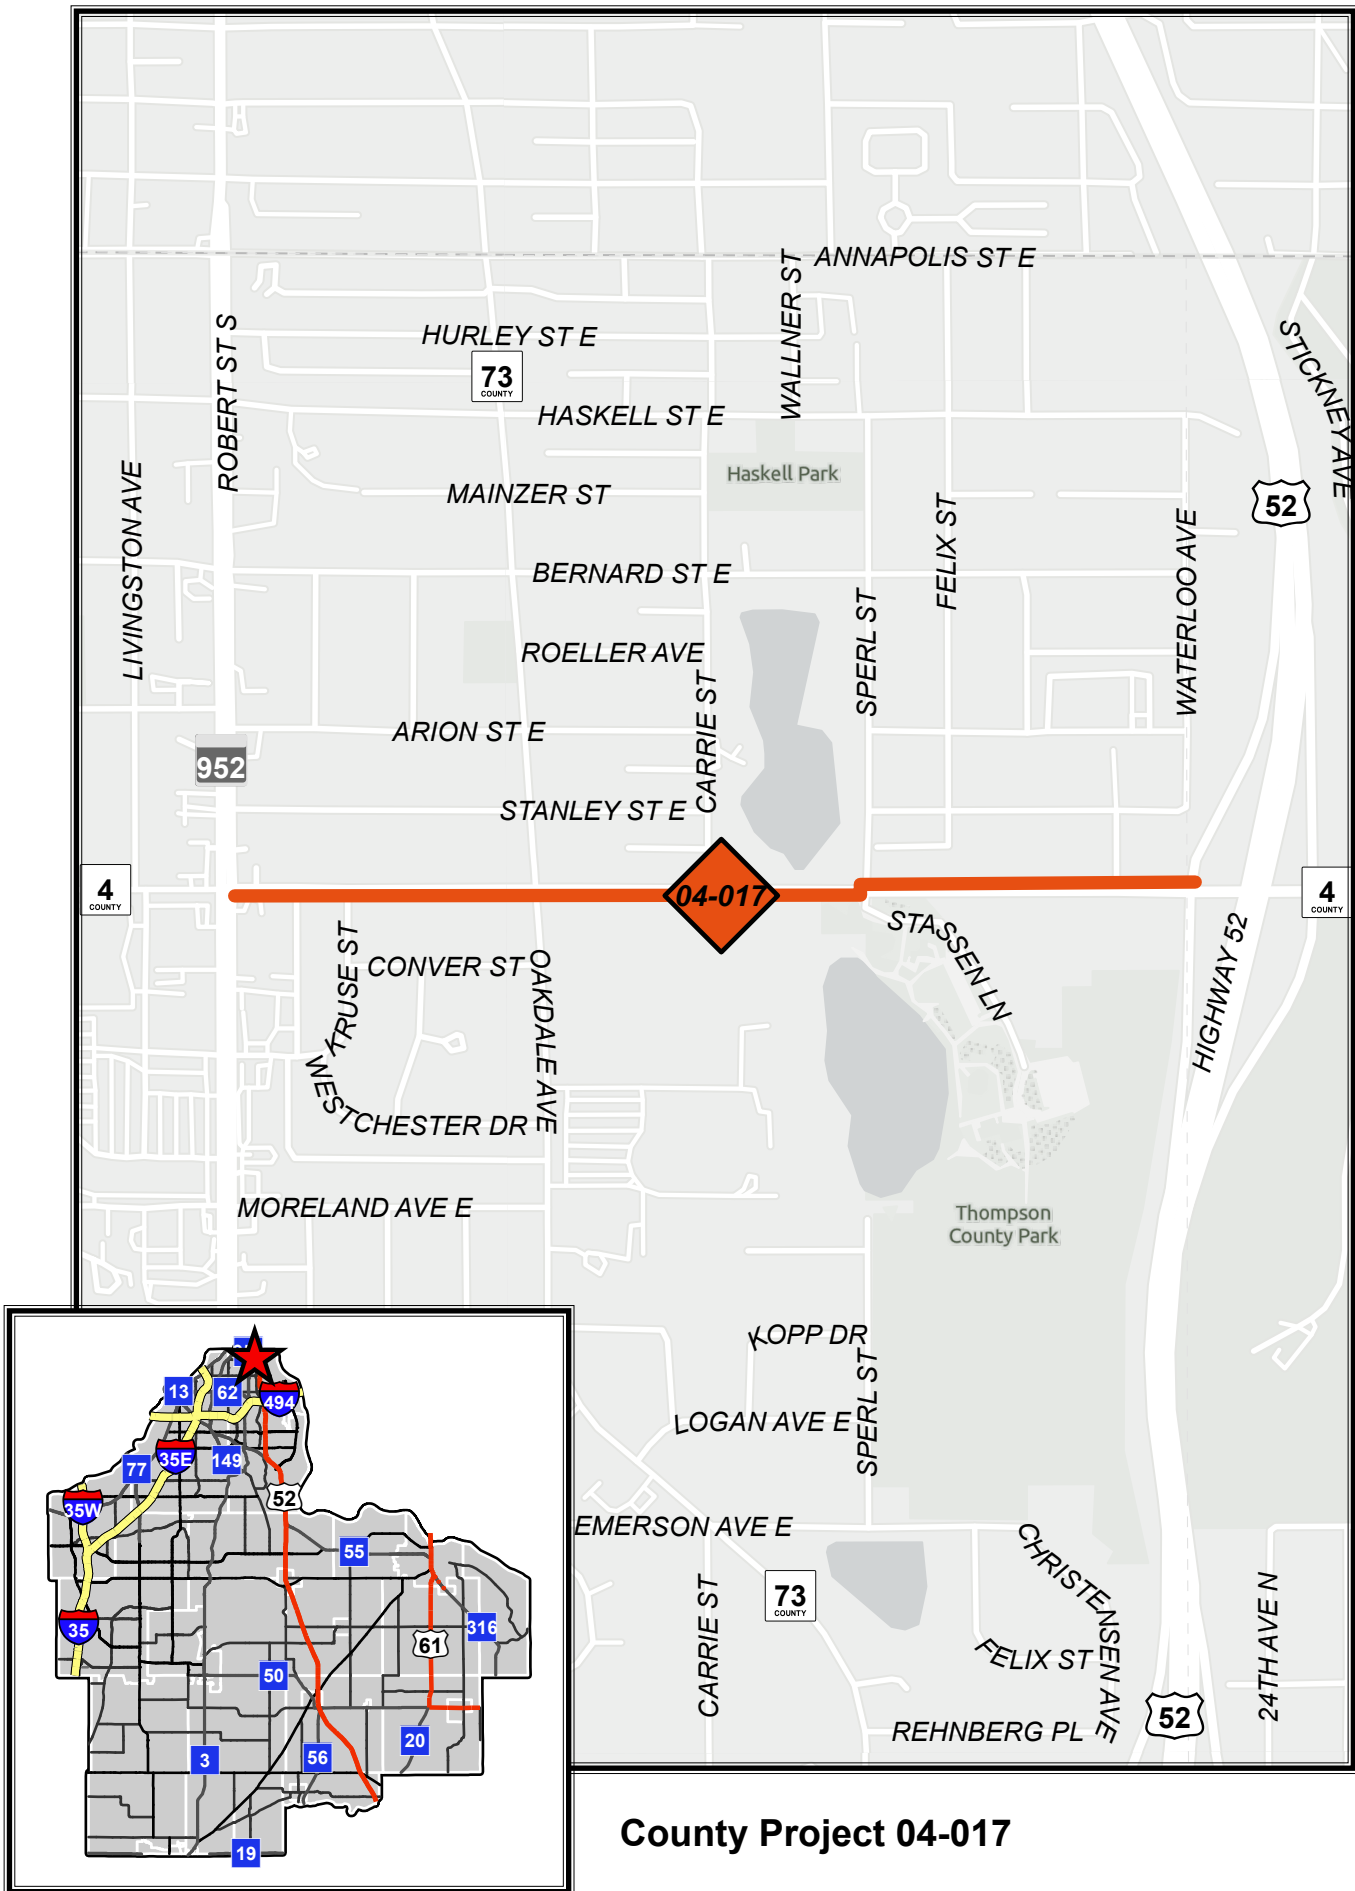 ANNAPOLIS ST E
WALLNER ST
ROBERT ST S
HURLEY ST E
STICKNEY AVE
73
COUNTY
HASKELL ST E
LIVINGSTON AVE
Haskell Park
MAINZER ST
52
FELIX ST
WATERLOO AVE
BERNARD ST E
SPERL ST
ROELLER AVE
CARRIE ST
ARION ST E
952
STANLEY ST E
4
COUNTY
04-017
4
COUNTY
STASSEN LN
HIGHWAY 52
KRUSE ST
CONVER ST
OAKDALE AVE
WESTCHESTER DR
MORELAND AVE E
Thompson
County Park
KOPP DR
SPERL ST
LOGAN AVE E
EMERSON AVE E
CHRISTENSEN AVE
CARRIE ST
73
COUNTY
FELIX ST
24TH AVE N
REHNBERG PL
52
13
62
494
35E
149
77
35W
52
55
35
316
61
50
20
3
56
19
County Project 04-017